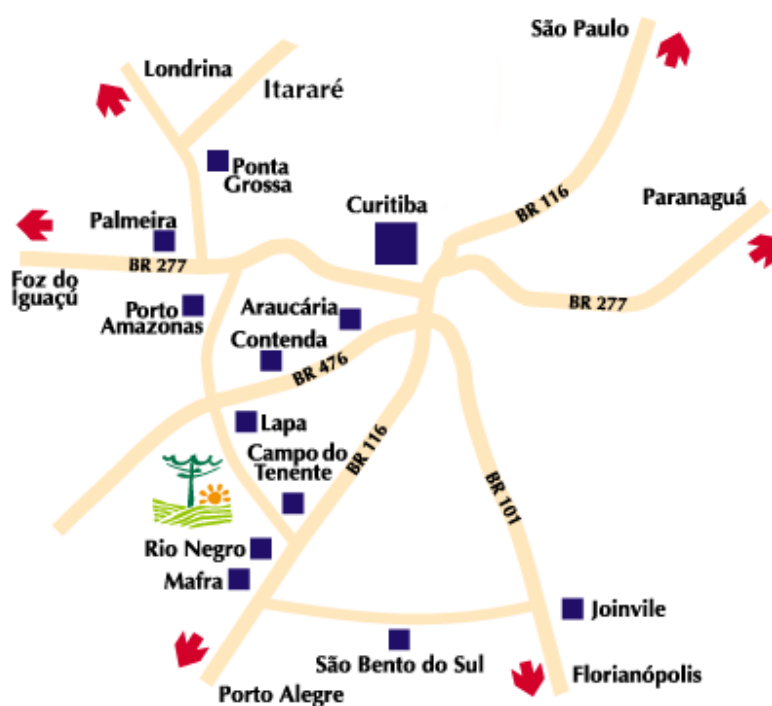 São Paulo
Londrina
Itararé
Ponta
Grossa
Curitiba
BR 116
Paranaguá
Palmeira
BR 277
Foz do
Iguaçú
Porto
Amazonas
Araucária
BR 277
Contenda
BR 476
Lapa
BR 116
Campo do
Tenente
BR 101
Rio Negro
Mafra
Joinvile
São Bento do Sul
Florianópolis
Porto Alegre